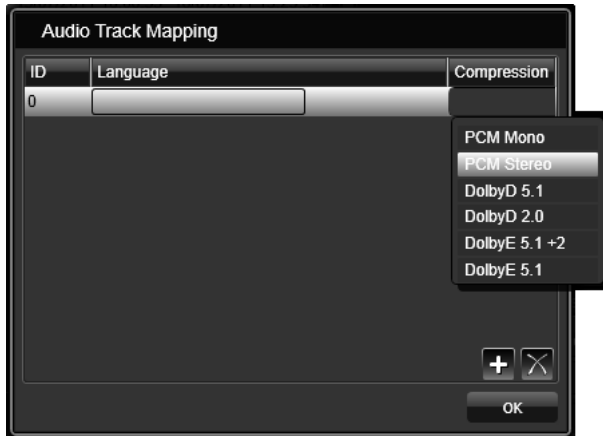 Audio Track Mapping
ID Language Compression
0
PCM Mono
PCM Stereo
DolbyD 5.1
DolbyD 2.0
DolbyE 5.1 +2
DolbyE 5.1
OK